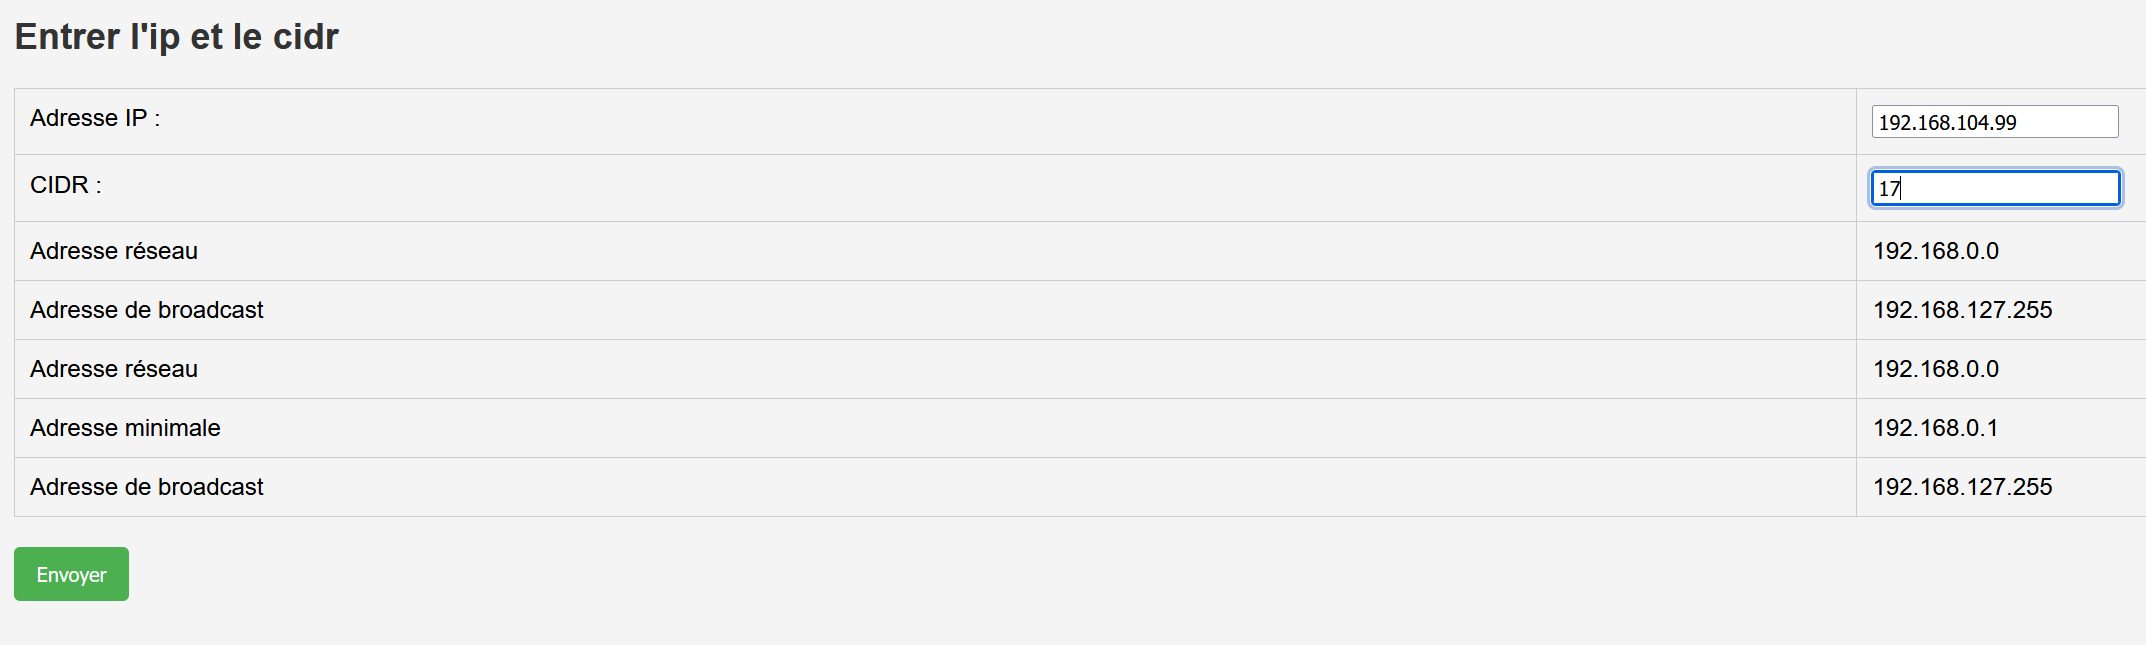 Entrer l'ip et le cidr
Adresse IP : 192.168.104.99
CIDR : 17
Adresse réseau 192.168.0.0
Adresse de broadcast 192.168.127.255
Adresse réseau 192.168.0.0
Adresse minimale 192.168.0.1
Adresse de broadcast 192.168.127.255
Envoyer